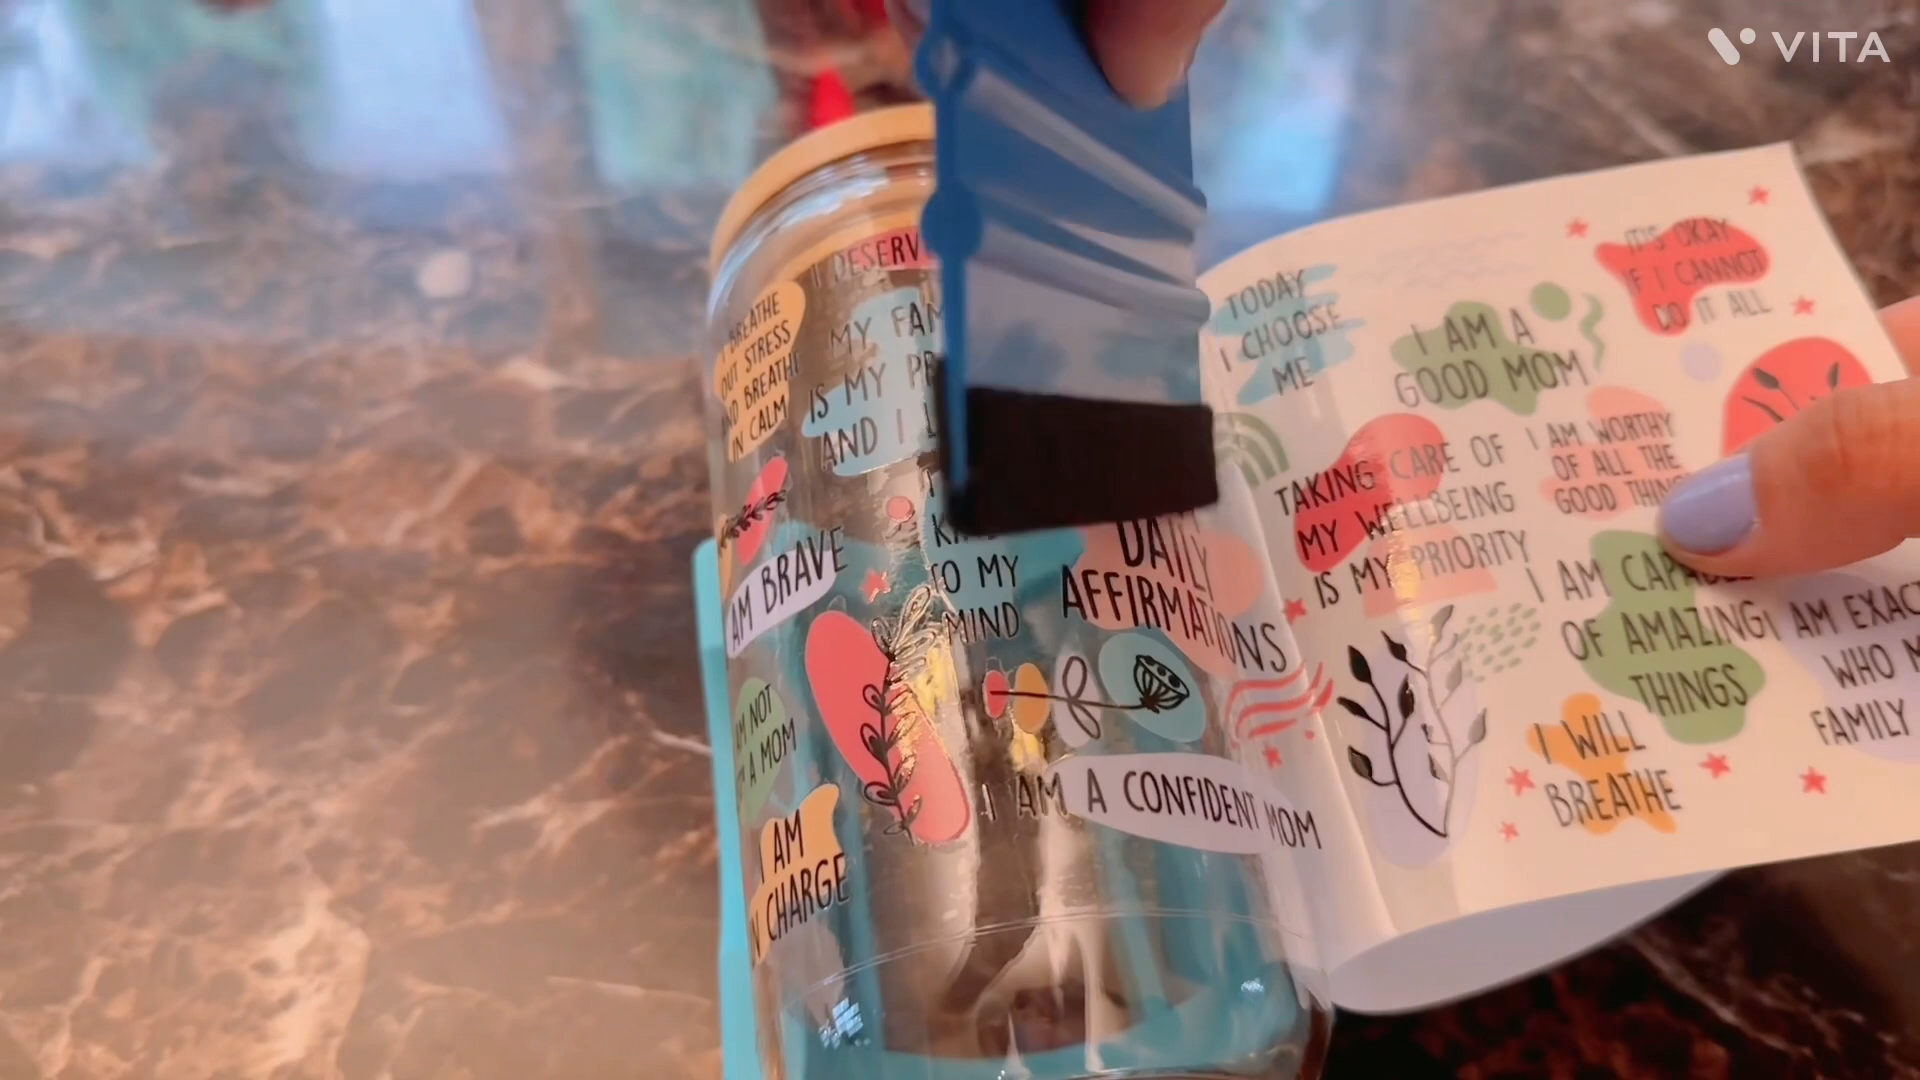 VITA
I DESERV
I BREATHE
OUT STRESS
AND BREATHE
IN CALM
MY FAM
IS MY PR
AND I
AM BRAVE
TO MY
MIND
DAILY
AFFIRMATIONS
AM NOT
A MOM
I AM
IN CHARGE
I AM A CONFIDENT MOM
TODAY
I CHOOSE
ME
I AM A
GOOD MOM
IT'S OKAY
IF I CANNOT
DO IT ALL
TAKING CARE OF
MY WELLBEING
IS MY PRIORITY
I AM WORTHY
OF ALL THE
GOOD THING
I AM CAPABLE
OF AMAZING
THINGS
I AM EXAC
WHO M
FAMILY
I WILL
BREATHE